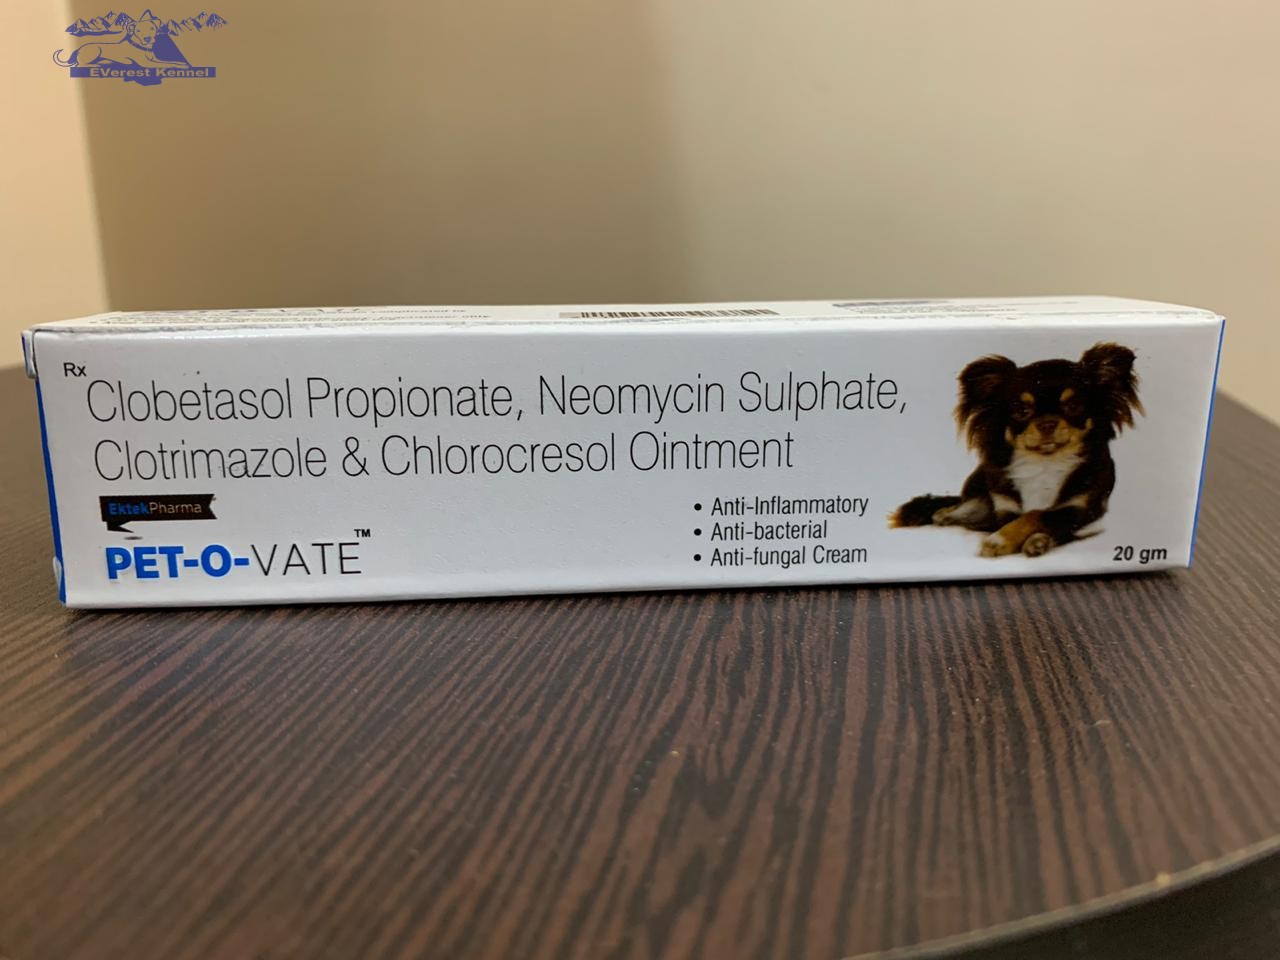 EVerest Kennel
Rx
Clobetasol Propionate, Neomycin Sulphate,
Clotrimazole & Chlorocresol Ointment
EktekPharma
PET-O-VATE™
• Anti-Inflammatory
• Anti-bacterial
• Anti-fungal Cream
20 gm